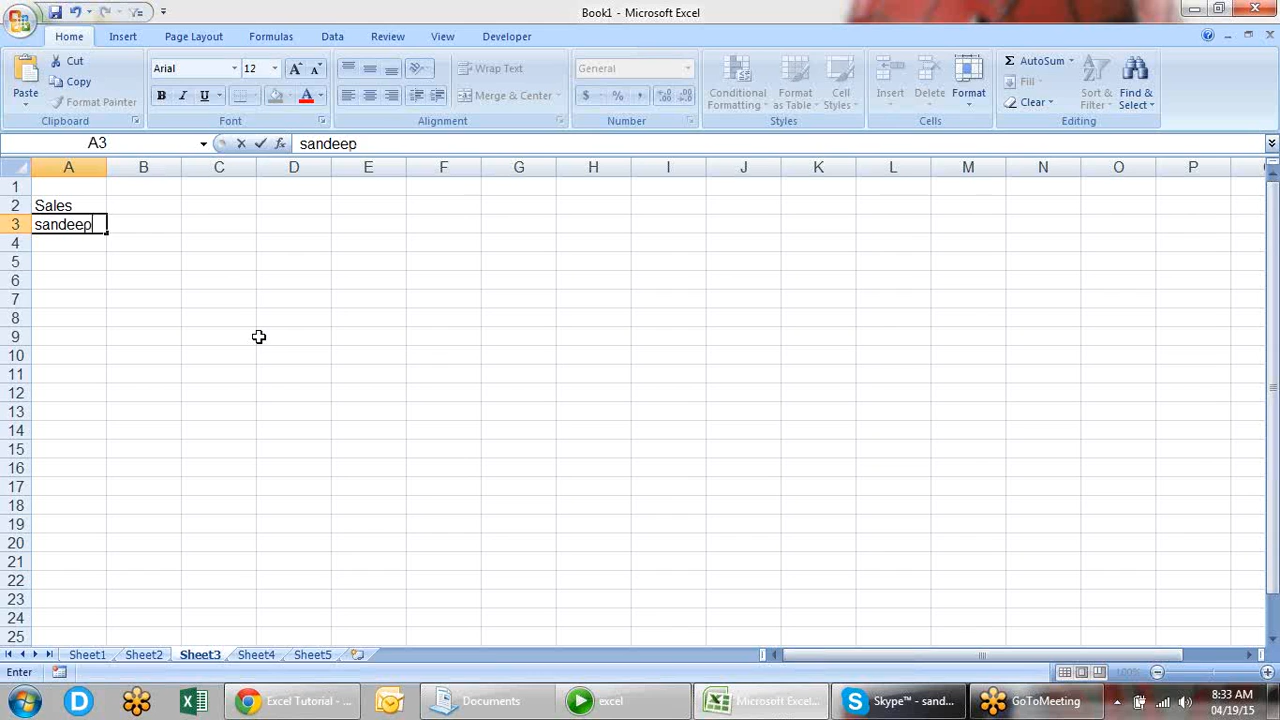 Book1 - Microsoft Excel
Home Insert Page Layout Formulas Data Review View Developer
Paste
Cut
Copy
Format Painter
Clipboard
Arial 12
B I U A
Font
Wrap Text
Merge & Center
Alignment
General
$ % ,
Number
Conditional Formatting
Format as Table
Cell Styles
Styles
Insert Delete Format
Cells
Σ AutoSum
Fill
Clear
Sort & Filter
Find & Select
Editing
A3 fx sandeep
A B C D E F G H I J K L M N O P
1
2 Sales
3 sandeep
4
5
6
7
8
9
10
11
12
13
14
15
16
17
18
19
20
21
22
23
24
25
Sheet1 Sheet2 Sheet3 Sheet4 Sheet5
Enter 100%
Excel Tutorial - ... Documents excel Microsoft Excel... Skype™ - sand... GoToMeeting 8:33 AM
04/19/15